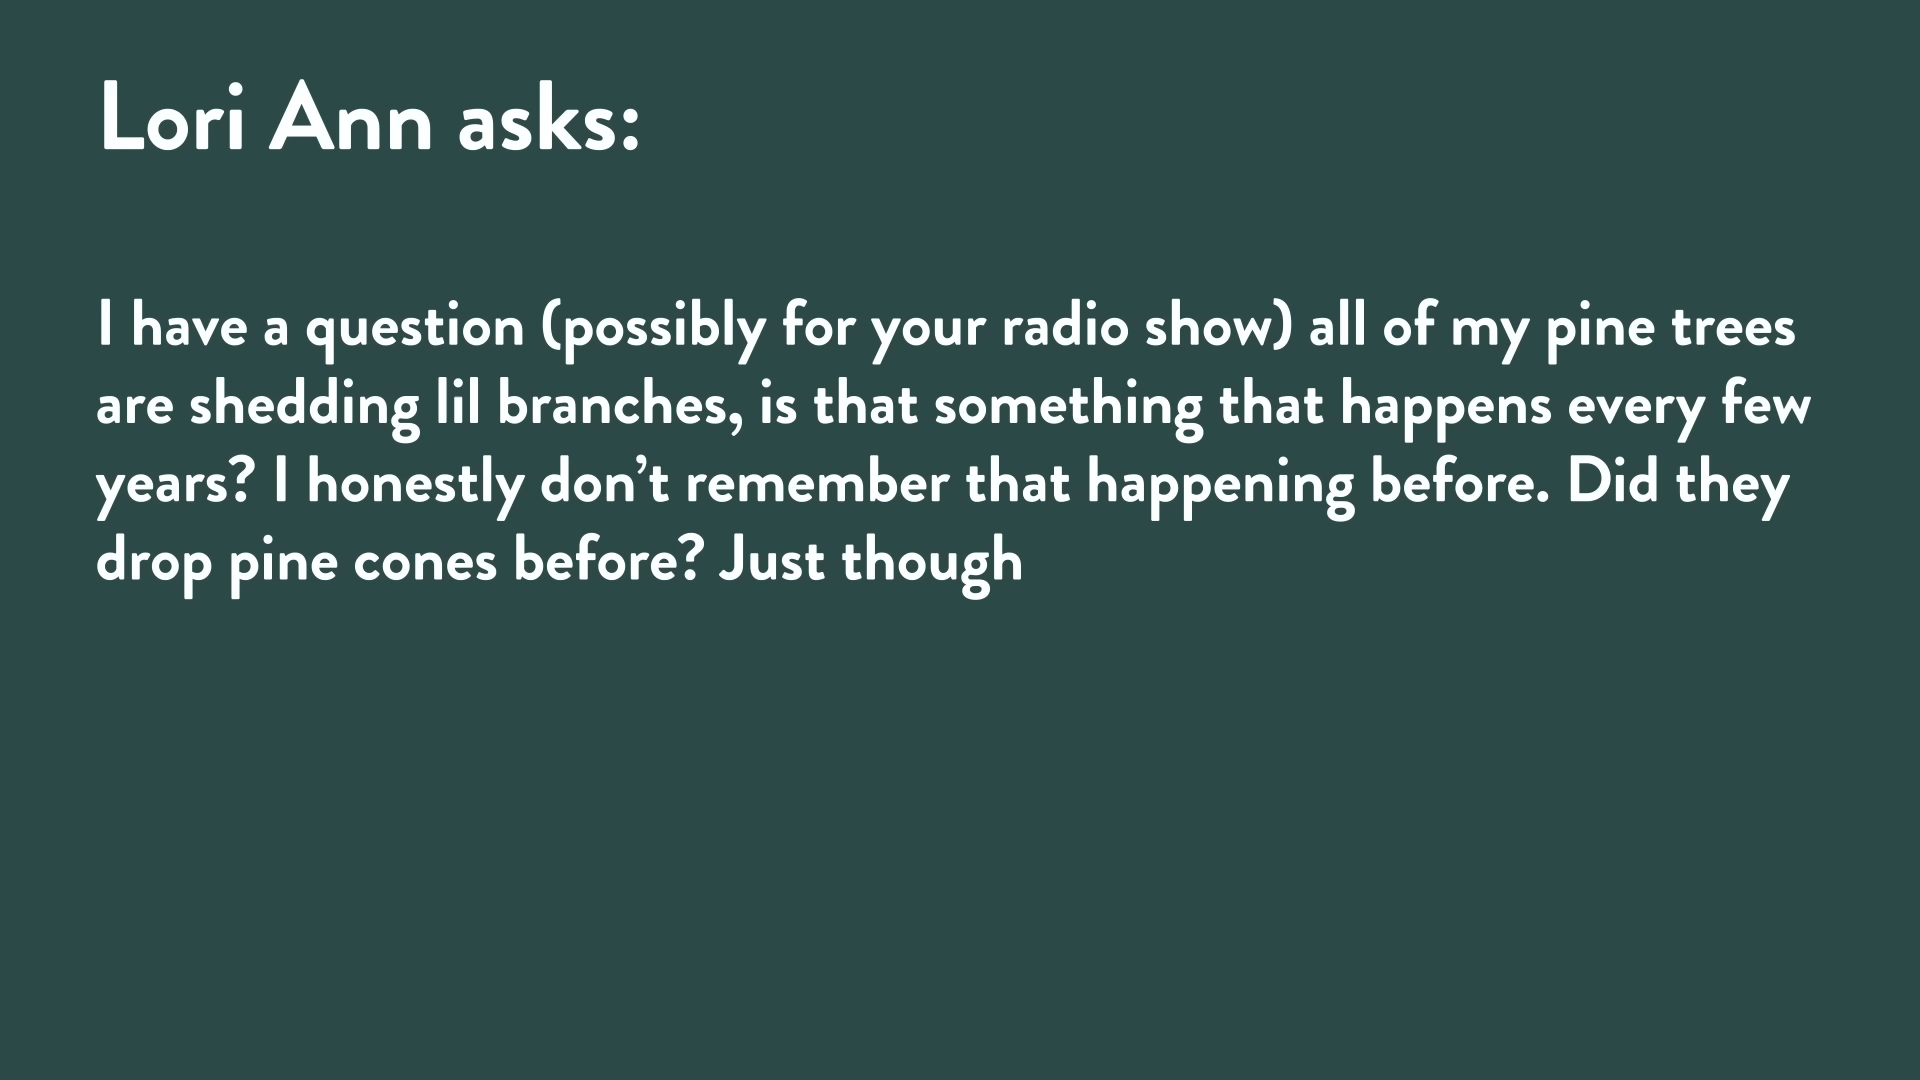 Lori Ann asks:
I have a question (possibly for your radio show) all of my pine trees
are shedding lil branches, is that something that happens every few
years? I honestly don’t remember that happening before. Did they
drop pine cones before? Just though